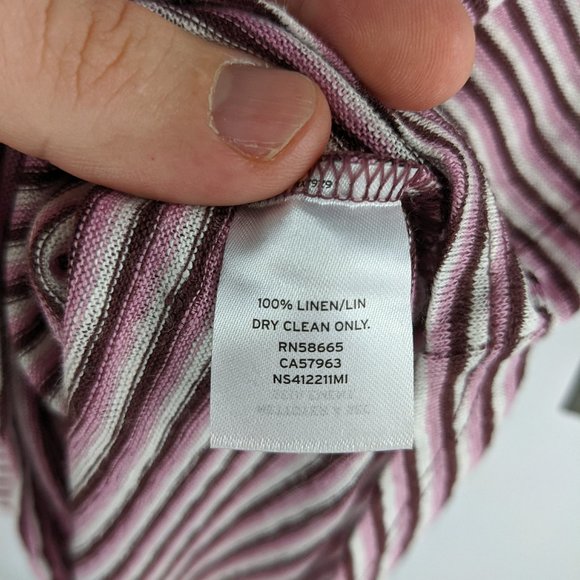 100% LINEN/LIN
DRY CLEAN ONLY.
RN58665
CA57963
NS412211MI